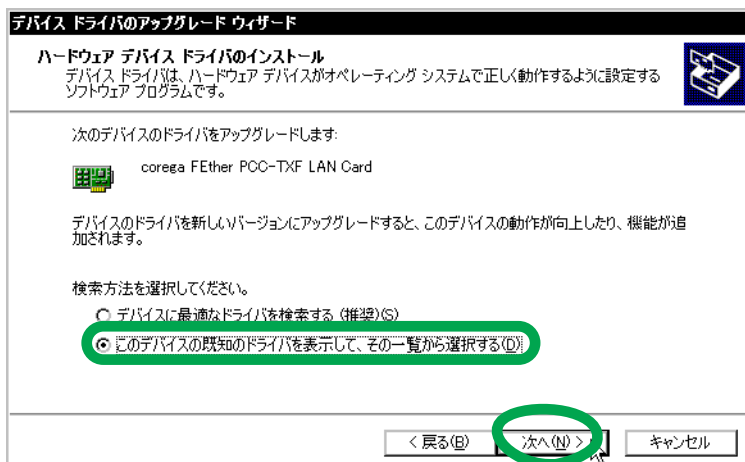 デバイス ドライバのアップグレード ウィザード
ハードウェア デバイス ドライバのインストール
デバイス ドライバは、ハードウェア デバイスがオペレーティング システムで正しく動作するように設定する
ソフトウェア プログラムです。
次のデバイスのドライバをアップグレードします:
corega FEther PCC-TXF LAN Card
デバイスのドライバを新しいバージョンにアップグレードすると、このデバイスの動作が向上したり、機能が追
加されます。
検索方法を選択してください。
デバイスに最適なドライバを検索する (推奨)(S)
このデバイスの既知のドライバを表示して、その一覧から選択する(D)
< 戻る(B)
次へ(N) >
キャンセル